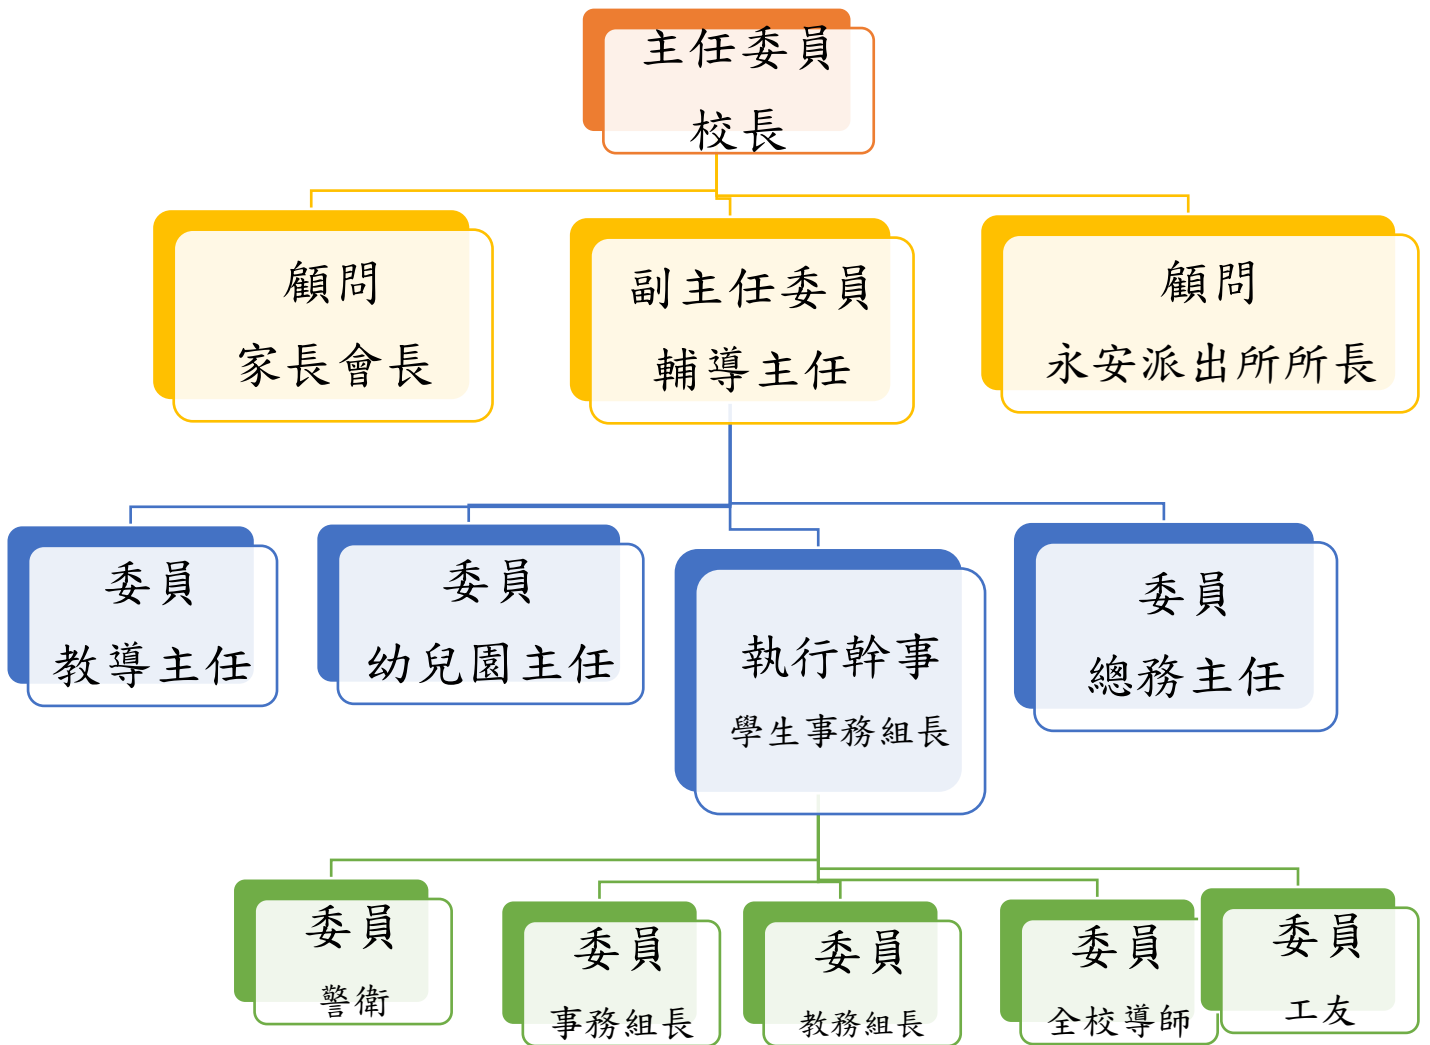 主任委員
校長
顧問
家長會長
副主任委員
輔導主任
顧問
永安派出所所長
委員
教導主任
委員
幼兒園主任
執行幹事
學生事務組長
委員
總務主任
委員
警衛
委員
事務組長
委員
教務組長
委員
全校導師
委員
工友